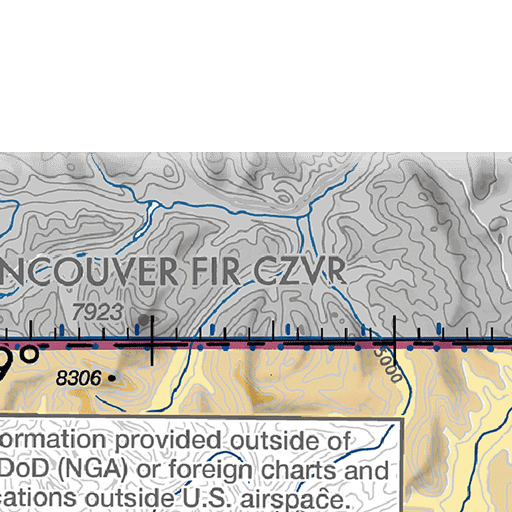 NCOUVER FIR CZVR
7923
9°
8306
5000
ormation provided outside of
DoD (NGA) or foreign charts and
cations outside U.S. airspace.